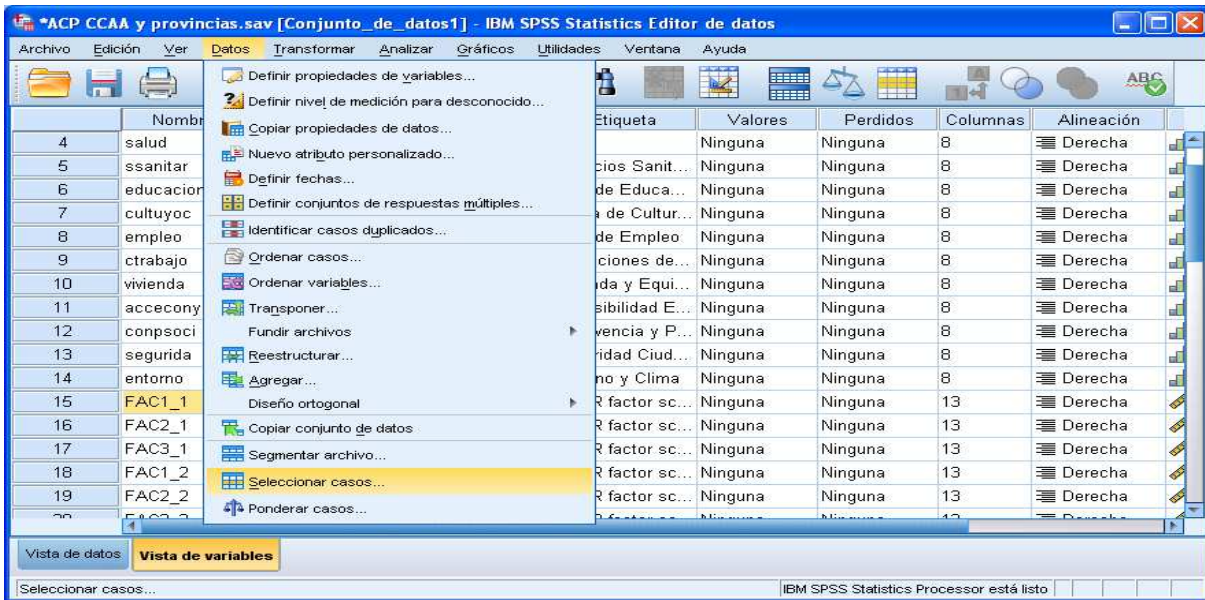 *ACP CCAA y provincias.sav [Conjunto_de_datos1] - IBM SPSS Statistics Editor de datos
Archivo Edición Ver Datos Transformar Analizar Gráficos Utilidades Ventana Ayuda
ABC
Definir propiedades de variables...
Definir nivel de medición para desconocido...
Copiar propiedades de datos...
Nuevo atributo personalizado...
Definir fechas...
Definir conjuntos de respuestas múltiples...
Identificar casos duplicados...
Ordenar casos...
Ordenar variables...
Transponer...
Fundir archivos
Reestructurar...
Agregar...
Diseño ortogonal
Copiar conjunto de datos
Segmentar archivo...
Seleccionar casos...
Ponderar casos...
Nombr Etiqueta Valores Perdidos Columnas Alineación
4 salud Ninguna Ninguna 8 Derecha
5 ssanitar cios Sanit... Ninguna Ninguna 8 Derecha
6 educacion de Educa... Ninguna Ninguna 8 Derecha
7 cultuyoc a de Cultur... Ninguna Ninguna 8 Derecha
8 empleo de Empleo Ninguna Ninguna 8 Derecha
9 ctrabajo ciones de... Ninguna Ninguna 8 Derecha
10 vivienda da y Equi... Ninguna Ninguna 8 Derecha
11 accecony sibilidad E... Ninguna Ninguna 8 Derecha
12 conpsoci vencia y P... Ninguna Ninguna 8 Derecha
13 segurida ridad Ciud... Ninguna Ninguna 8 Derecha
14 entorno no y Clima Ninguna Ninguna 8 Derecha
15 FAC1_1 R factor sc... Ninguna Ninguna 13 Derecha
16 FAC2_1 R factor sc... Ninguna Ninguna 13 Derecha
17 FAC3_1 R factor sc... Ninguna Ninguna 13 Derecha
18 FAC1_2 R factor sc... Ninguna Ninguna 13 Derecha
19 FAC2_2 R factor sc... Ninguna Ninguna 13 Derecha
Vista de datos Vista de variables
Seleccionar casos... IBM SPSS Statistics Processor está listo